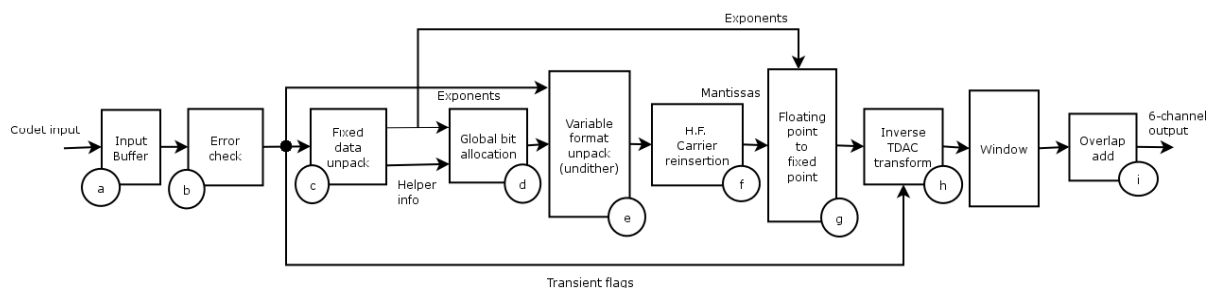 Exponents
Codet input
Input
Buffer
a
Error
check
b
Fixed
data
unpack
c
Exponents
Helper
info
Global bit
allocation
d
Variable
format
unpack
(undither)
e
H.F.
Carrier
reinsertion
f
Mantissas
Floating
point
to
fixed
point
g
Inverse
TDAC
transform
h
Window
Overlap
add
i
6-channel
output
Transient flags